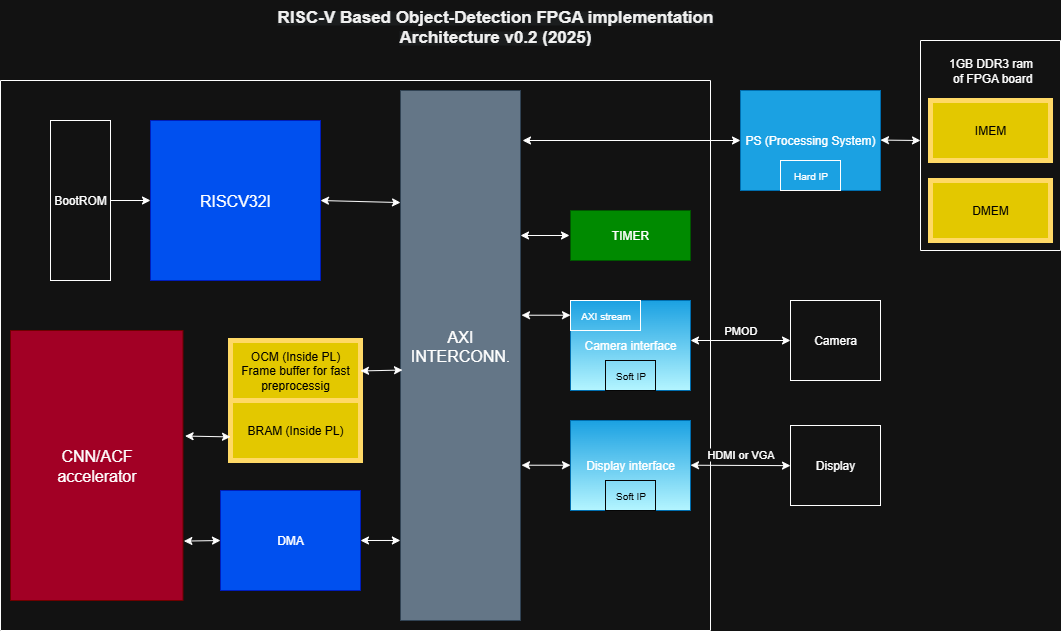 RISC-V Based Object-Detection FPGA implementation
Architecture v0.2 (2025)
1GB DDR3 ram
of FPGA board
IMEM
DMEM
PS (Processing System)
Hard IP
BootROM
RISCV32I
TIMER
AXI
INTERCONN.
AXI stream
Camera interface
Soft IP
PMOD
Camera
OCM (Inside PL)
Frame buffer for fast
preprocessig
BRAM (Inside PL)
CNN/ACF
accelerator
Display interface
Soft IP
HDMI or VGA
Display
DMA